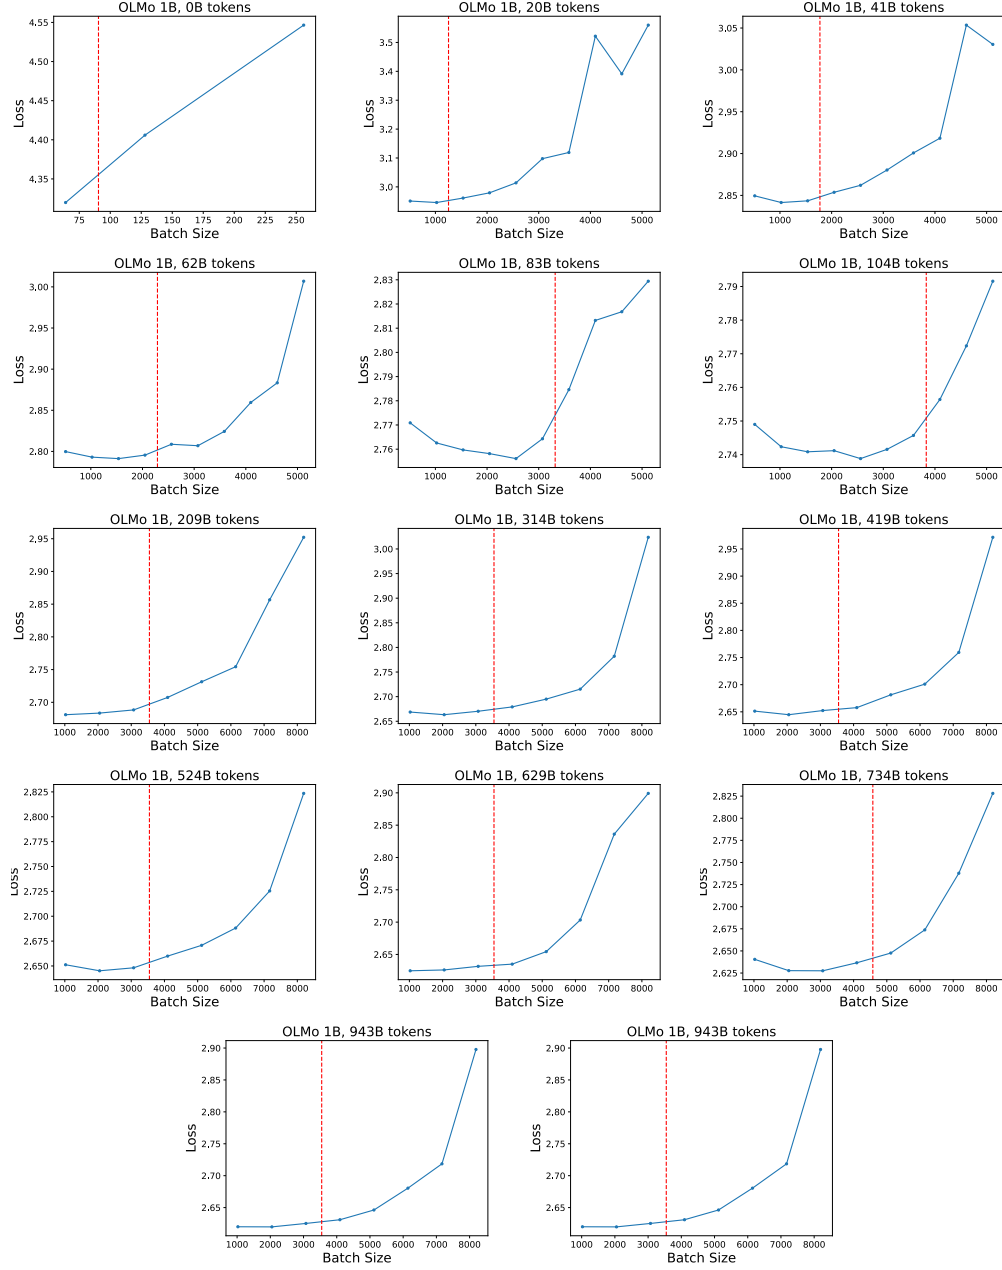 OLMo 1B, 0B tokens
4.55
4.50
4.45
4.40
4.35
Loss
75 100 125 150 175 200 225 250
Batch Size
OLMo 1B, 20B tokens
3.5
3.4
3.3
3.2
3.1
3.0
Loss
1000 2000 3000 4000 5000
Batch Size
OLMo 1B, 41B tokens
3.05
3.00
2.95
2.90
2.85
Loss
1000 2000 3000 4000 5000
Batch Size
OLMo 1B, 62B tokens
3.00
2.95
2.90
2.85
2.80
Loss
1000 2000 3000 4000 5000
Batch Size
OLMo 1B, 83B tokens
2.83
2.82
2.81
2.80
2.79
2.78
2.77
2.76
Loss
1000 2000 3000 4000 5000
Batch Size
OLMo 1B, 104B tokens
2.79
2.78
2.77
2.76
2.75
2.74
Loss
1000 2000 3000 4000 5000
Batch Size
OLMo 1B, 209B tokens
2.95
2.90
2.85
2.80
2.75
2.70
Loss
1000 2000 3000 4000 5000 6000 7000 8000
Batch Size
OLMo 1B, 314B tokens
3.00
2.95
2.90
2.85
2.80
2.75
2.70
2.65
Loss
1000 2000 3000 4000 5000 6000 7000 8000
Batch Size
OLMo 1B, 419B tokens
2.95
2.90
2.85
2.80
2.75
2.70
2.65
Loss
1000 2000 3000 4000 5000 6000 7000 8000
Batch Size
OLMo 1B, 524B tokens
2.825
2.800
2.775
2.750
2.725
2.700
2.675
2.650
Loss
1000 2000 3000 4000 5000 6000 7000 8000
Batch Size
OLMo 1B, 629B tokens
2.90
2.85
2.80
2.75
2.70
2.65
Loss
1000 2000 3000 4000 5000 6000 7000 8000
Batch Size
OLMo 1B, 734B tokens
2.825
2.800
2.775
2.750
2.725
2.700
2.675
2.650
2.625
Loss
1000 2000 3000 4000 5000 6000 7000 8000
Batch Size
OLMo 1B, 943B tokens
2.90
2.85
2.80
2.75
2.70
2.65
Loss
1000 2000 3000 4000 5000 6000 7000 8000
Batch Size
OLMo 1B, 943B tokens
2.90
2.85
2.80
2.75
2.70
2.65
Loss
1000 2000 3000 4000 5000 6000 7000 8000
Batch Size